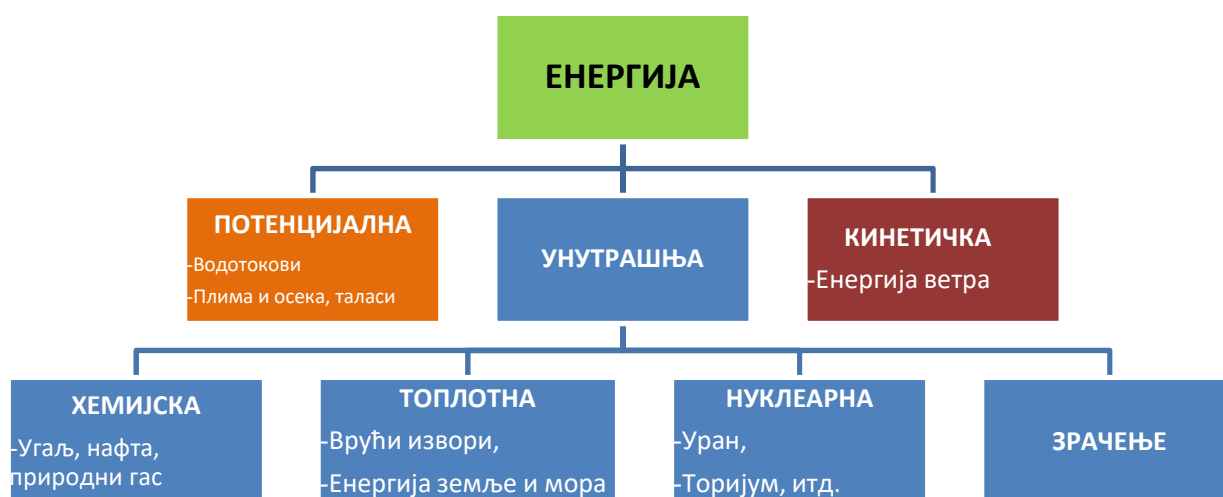 ЕНЕРГИЈА
ПОТЕНЦИЈАЛНА
-Водотокови
-Плима и осека, таласи
УНУТРАШЊА
КИНЕТИЧКА
-Енергија ветра
ХЕМИЈСКА
-Угаљ, нафта,
природни гас
ТОПЛОТНА
-Врући извори,
-Енергија земље и мора
НУКЛЕАРНА
-Уран,
-Торијум, итд.
ЗРАЧЕЊЕ